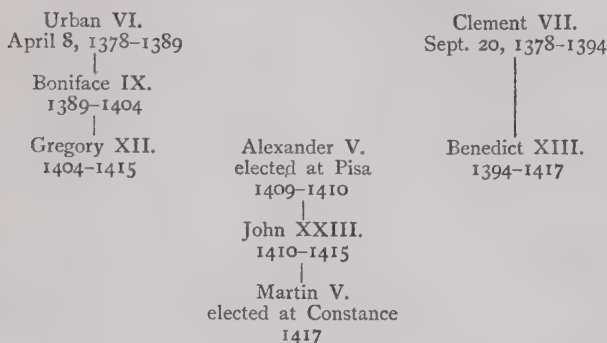 Urban VI.
April 8, 1378–1389
Boniface IX.
1389–1404
Gregory XII.
1404–1415
Alexander V.
elected at Pisa
1409–1410
John XXIII.
1410–1415
Martin V.
elected at Constance
1417
Clement VII.
Sept. 20, 1378–1394
Benedict XIII.
1394–1417